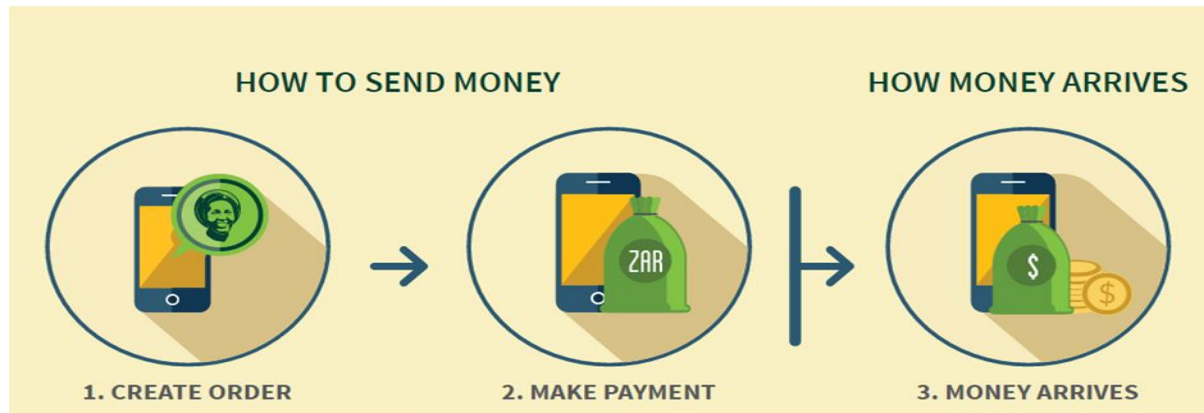 HOW TO SEND MONEY
HOW MONEY ARRIVES
ZAR
$
$
1. CREATE ORDER
2. MAKE PAYMENT
3. MONEY ARRIVES